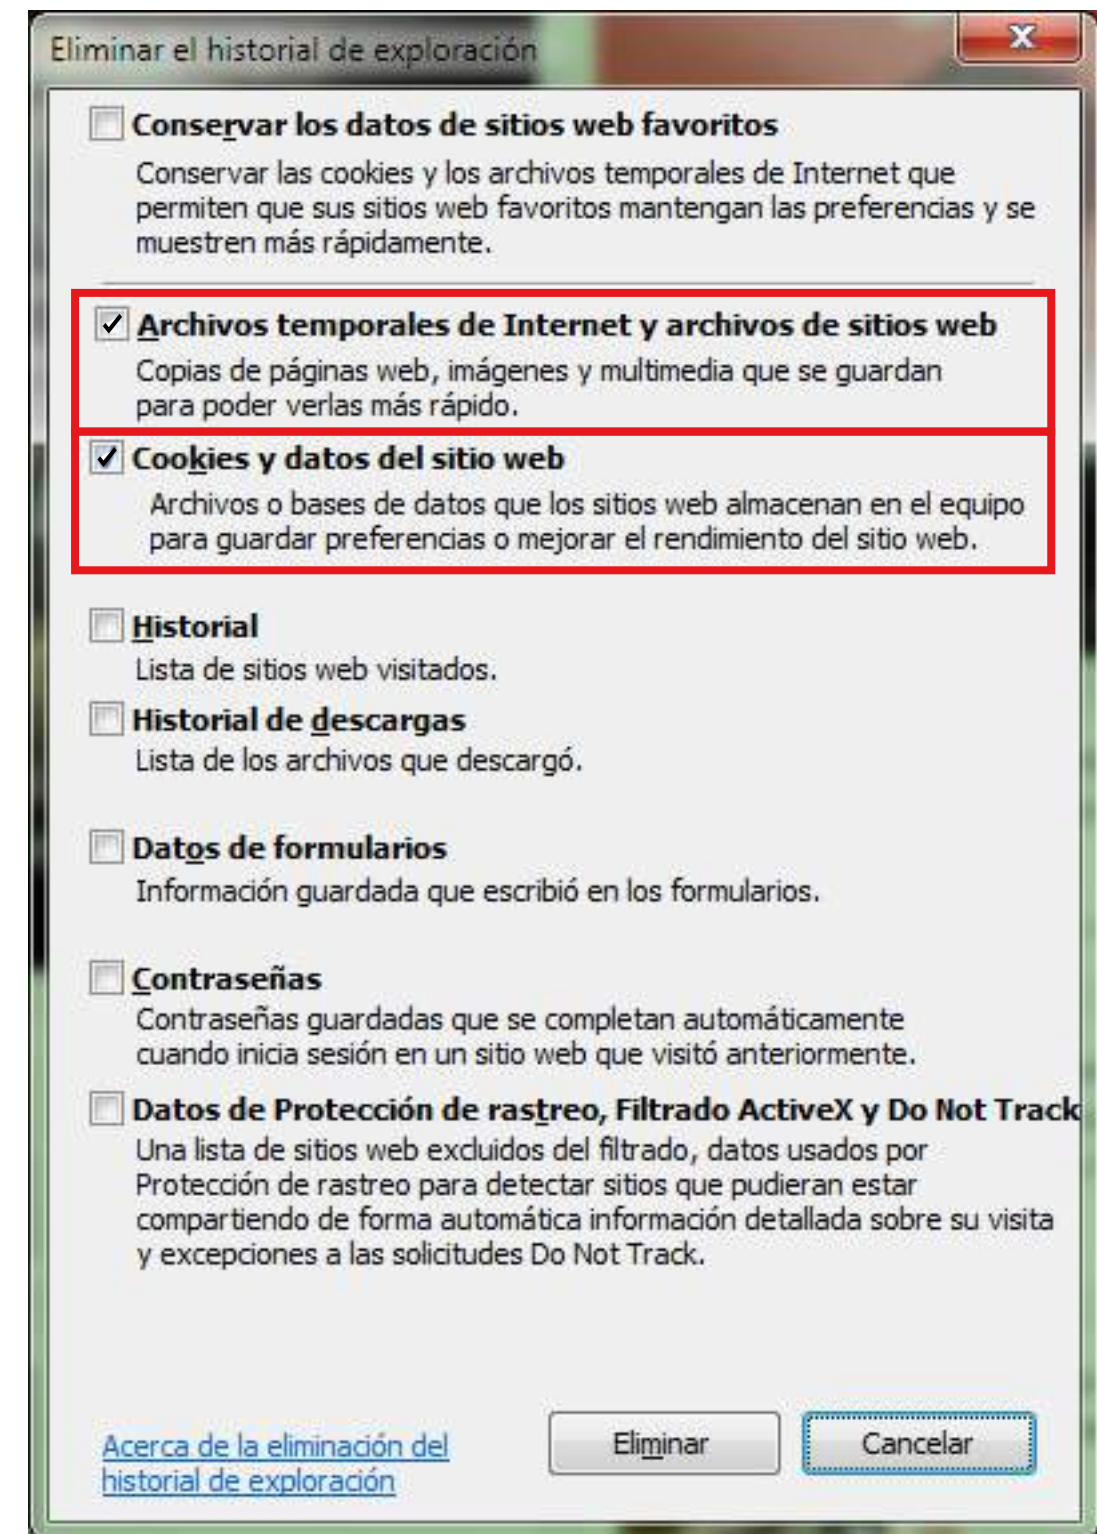 Eliminar el historial de exploración
X
Conservar los datos de sitios web favoritos
Conservar las cookies y los archivos temporales de Internet que
permiten que sus sitios web favoritos mantengan las preferencias y se
muestren más rápidamente.
Archivos temporales de Internet y archivos de sitios web
Copias de páginas web, imágenes y multimedia que se guardan
para poder verlas más rápido.
Cookies y datos del sitio web
Archivos o bases de datos que los sitios web almacenan en el equipo
para guardar preferencias o mejorar el rendimiento del sitio web.
Historial
Lista de sitios web visitados.
Historial de descargas
Lista de los archivos que descargó.
Datos de formularios
Información guardada que escribió en los formularios.
Contraseñas
Contraseñas guardadas que se completan automáticamente
cuando inicia sesión en un sitio web que visitó anteriormente.
Datos de Protección de rastreo, Filtrado ActiveX y Do Not Track
Una lista de sitios web excluidos del filtrado, datos usados por
Protección de rastreo para detectar sitios que pudieran estar
compartiendo de forma automática información detallada sobre su visita
y excepciones a las solicitudes Do Not Track.
Acerca de la eliminación del
historial de exploración
Eliminar
Cancelar